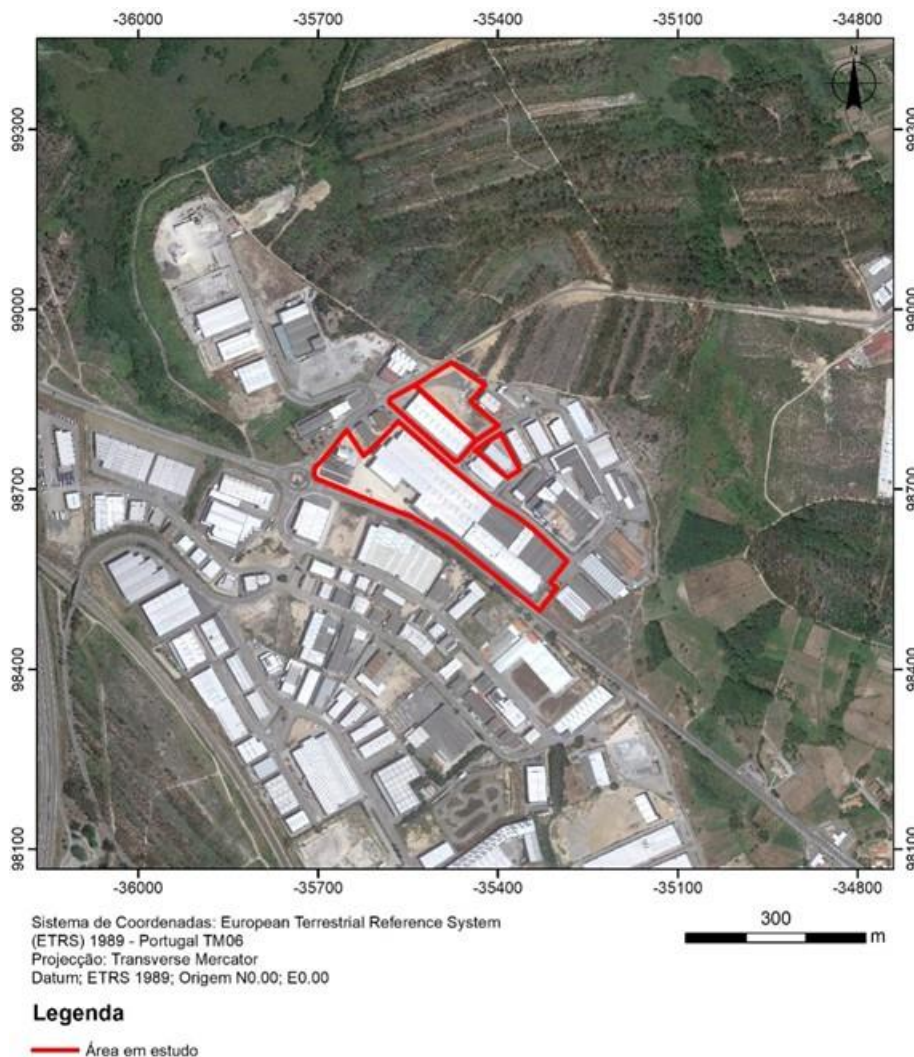 -36000 -35700 -35400 -35100 -34800
N
99300 99300
99000 99000
98700 98700
98400 98400
98100 98100
-36000 -35700 -35400 -35100 -34800
Sistema de Coordenadas: European Terrestrial Reference System
(ETRS) 1989 - Portugal TM06
Projecção: Transverse Mercator
Datum; ETRS 1989; Origem N0.00; E0.00
300
m
Legenda
Área em estudo